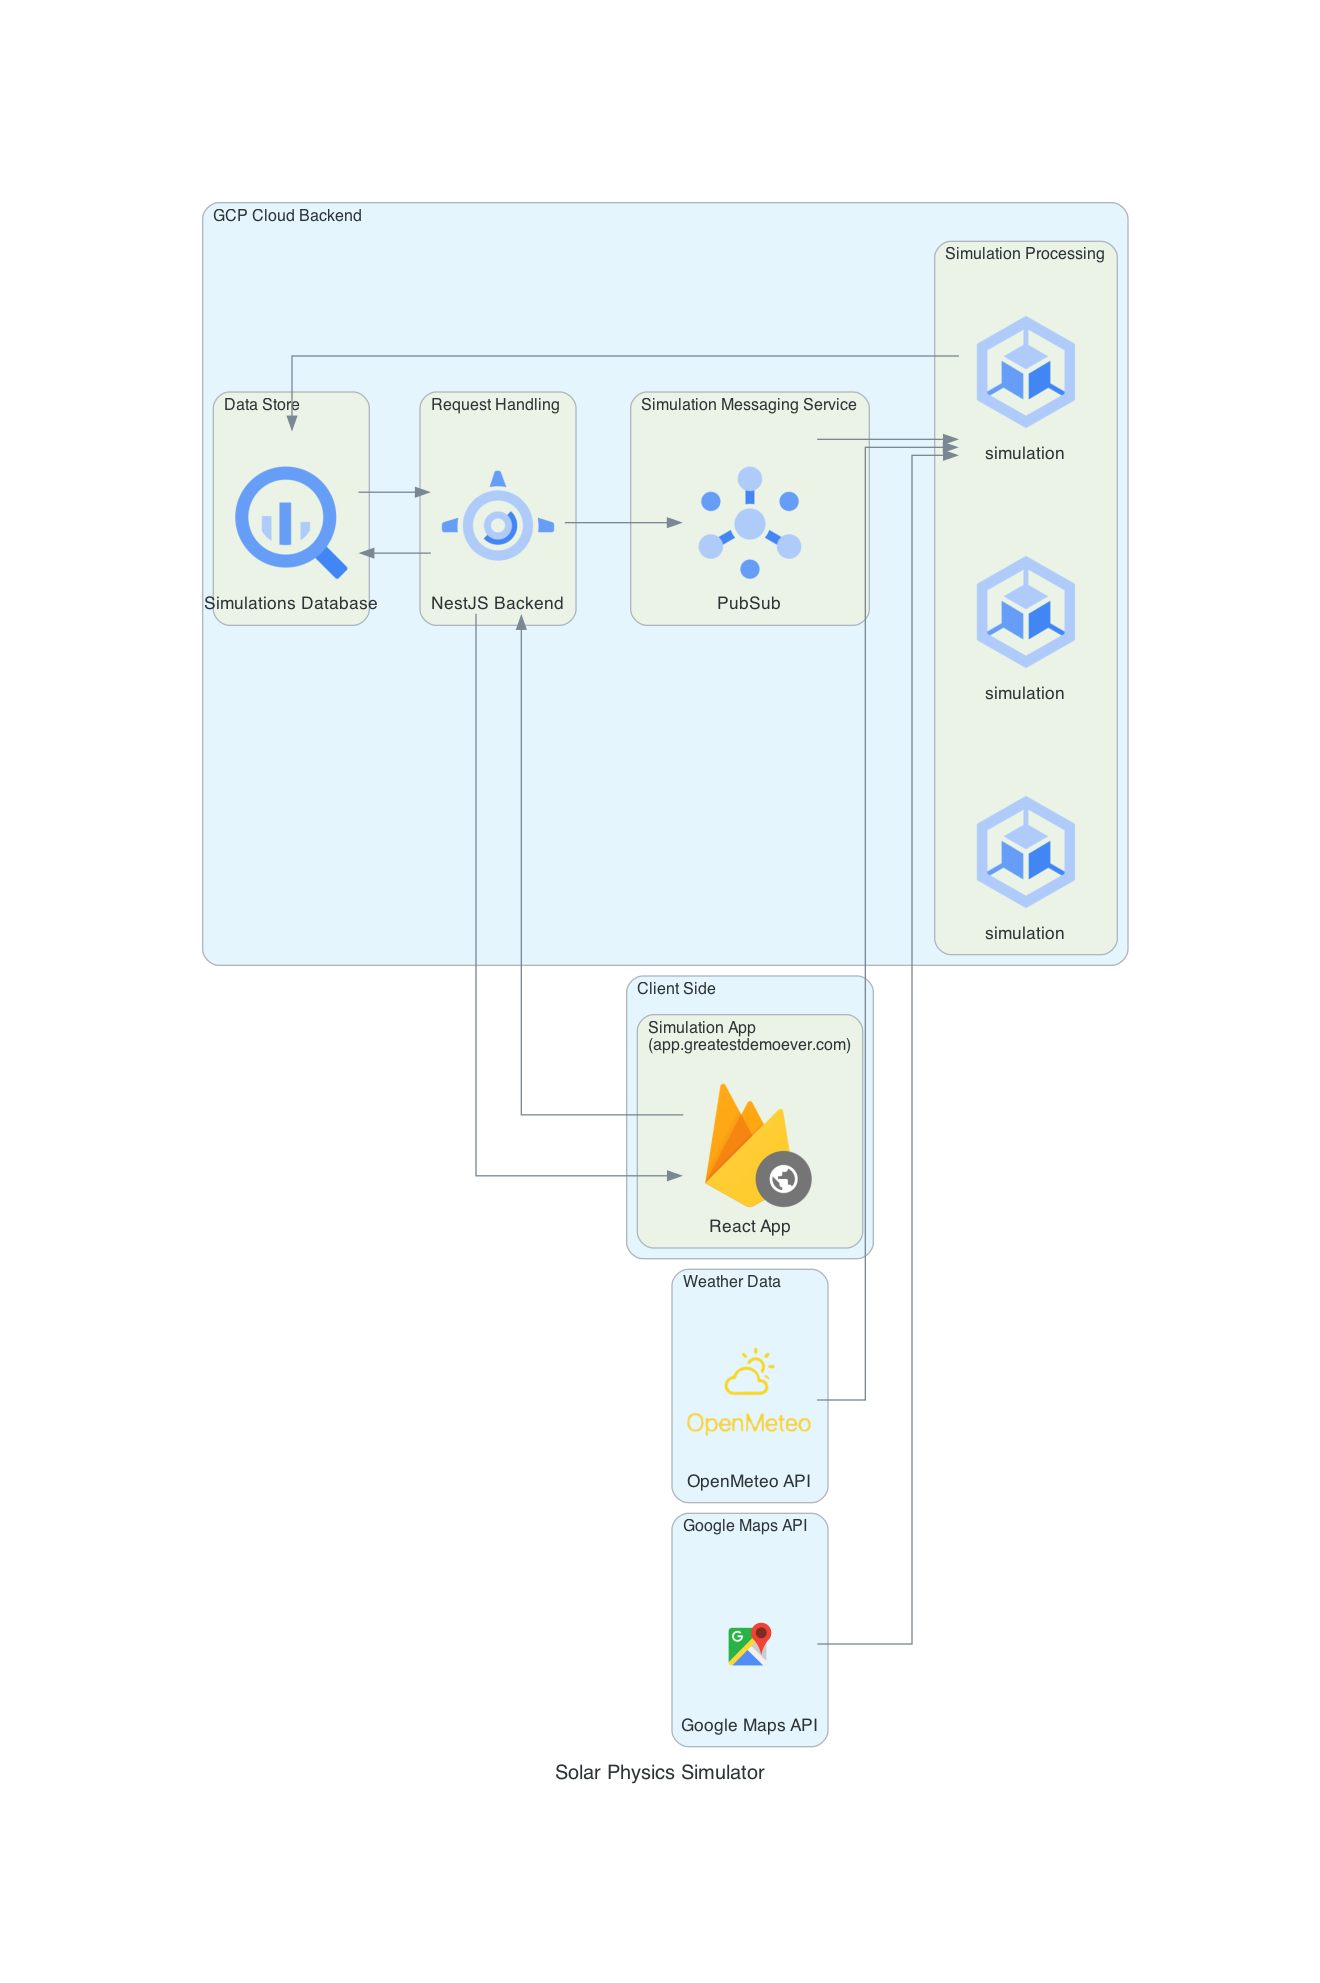 GCP Cloud Backend
Simulation Processing
simulation
Data Store
Request Handling
Simulation Messaging Service
Simulations Database
NestJS Backend
PubSub
simulation
simulation
Client Side
Simulation App
(app.greatestdemoever.com)
React App
Weather Data
OpenMeteo
OpenMeteo API
Google Maps API
G
Google Maps API
Solar Physics Simulator